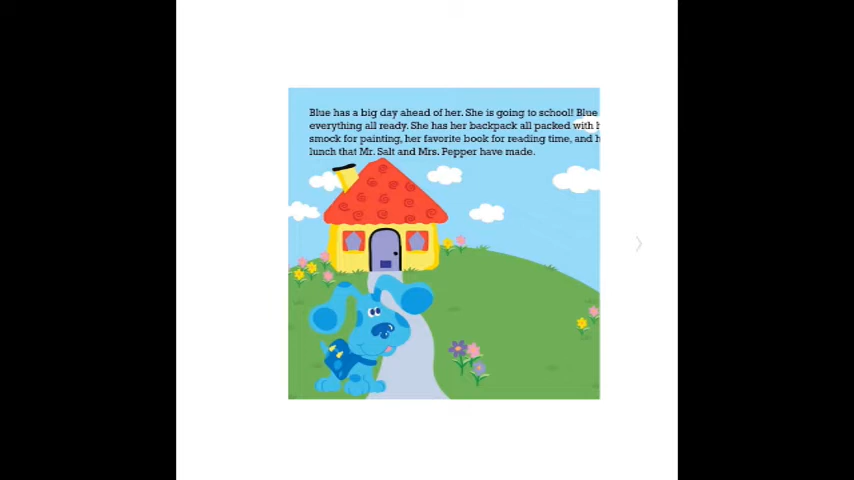 Blue has a big day ahead of her. She is going to school! Blue
everything all ready. She has her backpack all packed with
smock for painting, her favorite book for reading time, and
lunch that Mr. Salt and Mrs. Pepper have made.